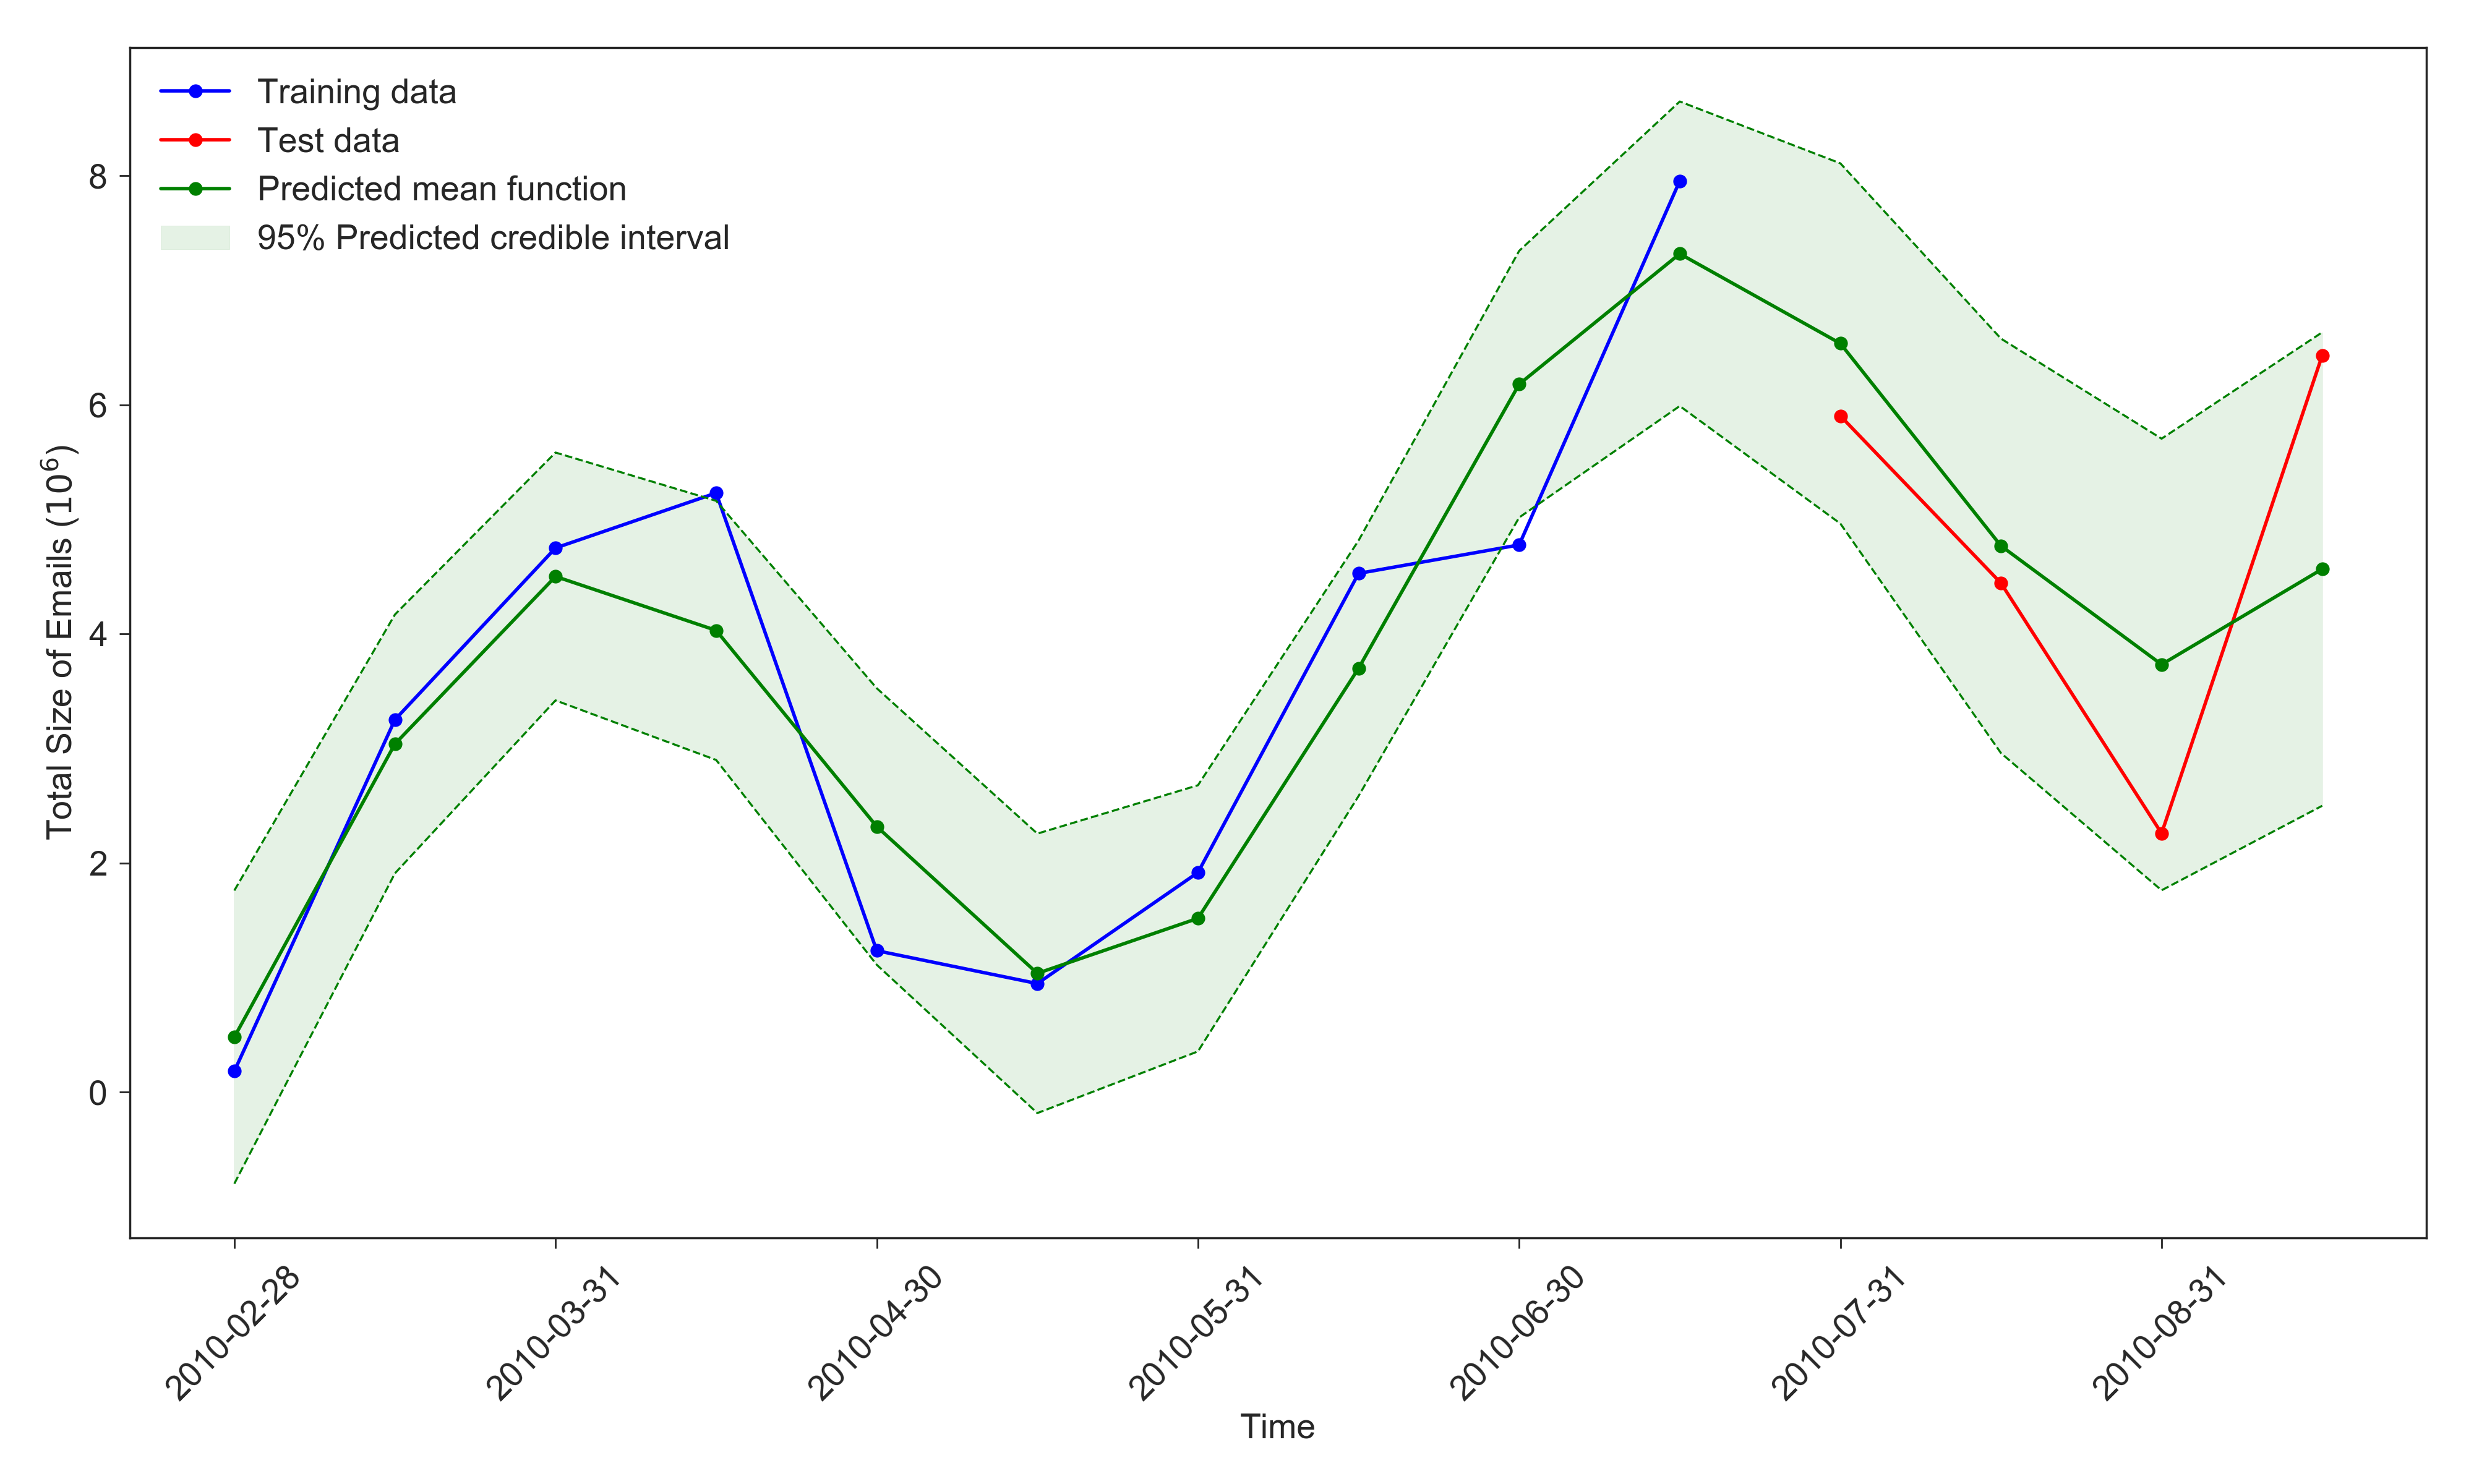 Training data
Test data
Predicted mean function
95% Predicted credible interval
Total Size of Emails (10⁶)
8
6
4
2
0
2010-02-28
2010-03-31
2010-04-30
2010-05-31
2010-06-30
2010-07-31
2010-08-31
Time